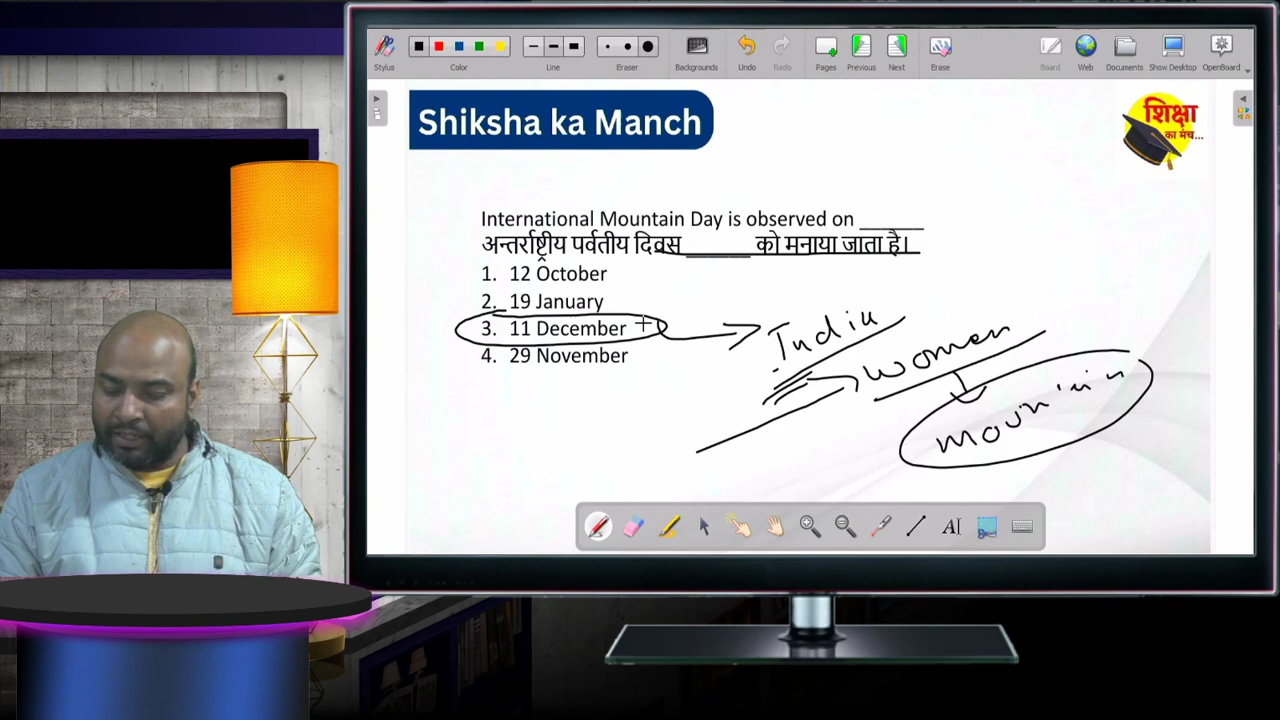 Stylus
Color
Line
Eraser
Backgrounds
Undo
Redo
Pages
Previous
Next
Erase
Board
Web
Documents
Show Desktop
OpenBoard
Shiksha ka Manch
शिक्षा
का मंच...
International Mountain Day is observed on ______
अन्तर्राष्ट्रीय पर्वतीय दिवस ______ को मनाया जाता है।
1. 12 October
2. 19 January
3. 11 December
4. 29 November
India
women